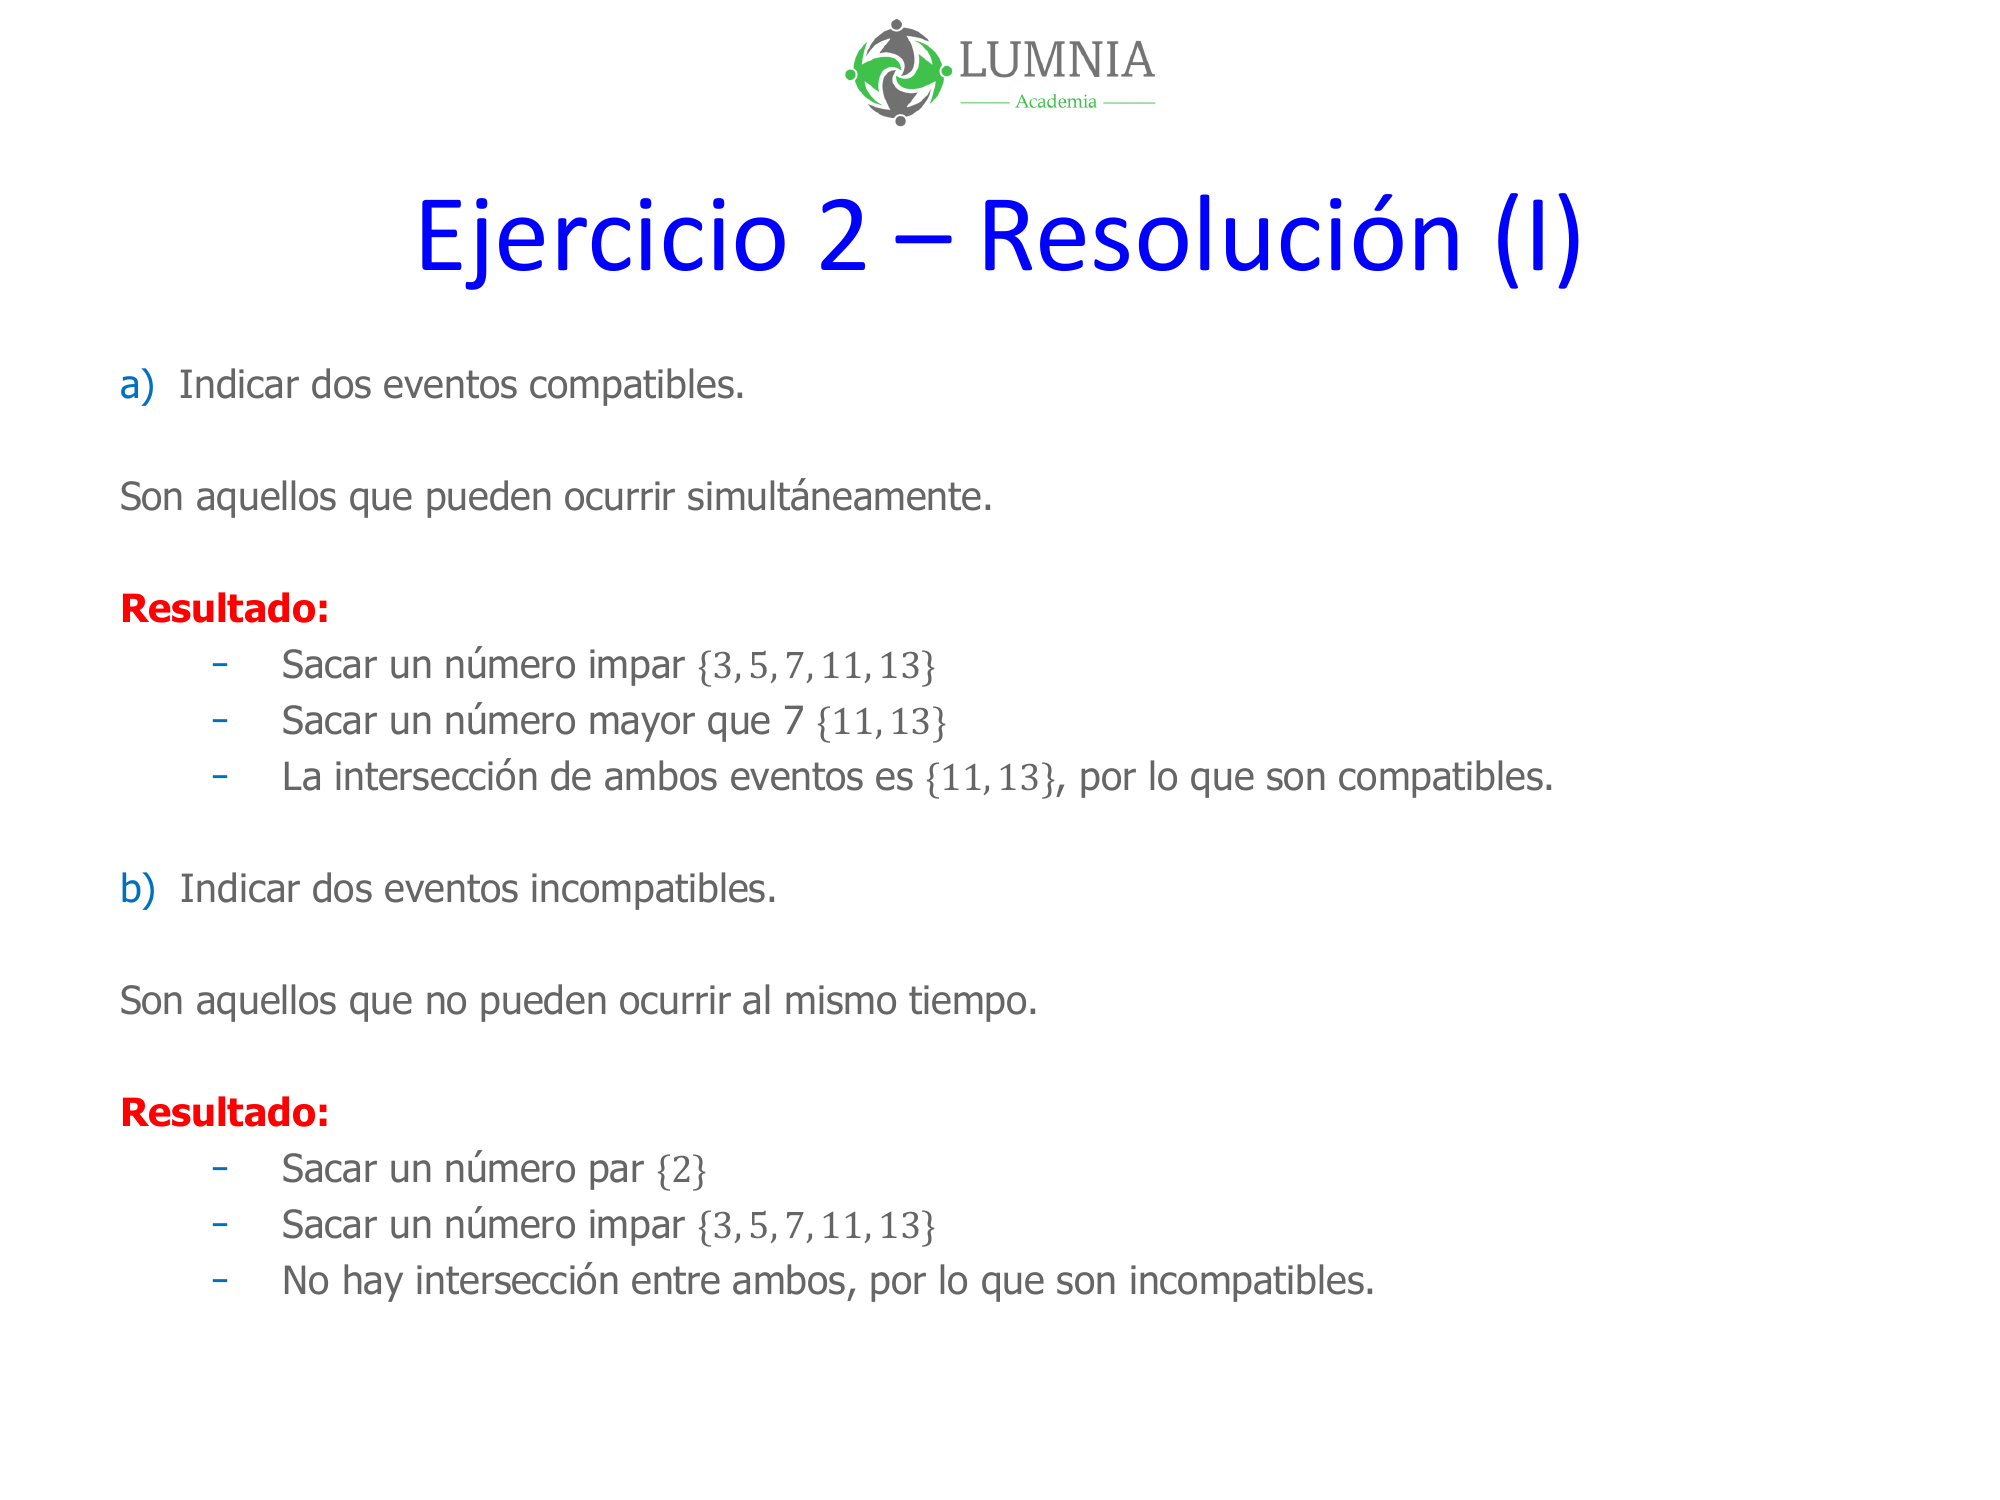 LUMNIA
Academia
Ejercicio 2 – Resolución (I)
a) Indicar dos eventos compatibles.
Son aquellos que pueden ocurrir simultáneamente.
Resultado:
– Sacar un número impar {3, 5, 7, 11, 13}
– Sacar un número mayor que 7 {11, 13}
– La intersección de ambos eventos es {11, 13}, por lo que son compatibles.
b) Indicar dos eventos incompatibles.
Son aquellos que no pueden ocurrir al mismo tiempo.
Resultado:
– Sacar un número par {2}
– Sacar un número impar {3, 5, 7, 11, 13}
– No hay intersección entre ambos, por lo que son incompatibles.